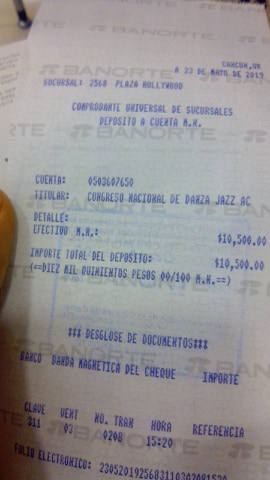 BANORTE
CANCUN,QR
A 23 DE MAYO DE 2019
SUCURSAL: 2568 PLAZA HOLLYWOOD
COMPROBANTE UNIVERSAL DE SUCURSALES
DEPOSITO A CUENTA M.N.
CUENTA: 0503607650
TITULAR: CONGRESO NACIONAL DE DANZA JAZZ AC
DETALLE:
EFECTIVO M.N.: $10,500.00
IMPORTE TOTAL DEL DEPOSITO: $10,500.00
(==DIEZ MIL QUINIENTOS PESOS 00/100 M.N.==)
*** DESGLOSE DE DOCUMENTOS***
BANCO BANDA MAGNETICA DEL CHEQUE IMPORTE
CLAVE VENT NO. TRAN HORA REFERENCIA
311 03 0208 15:20
FOLIO ELECTRONICO: